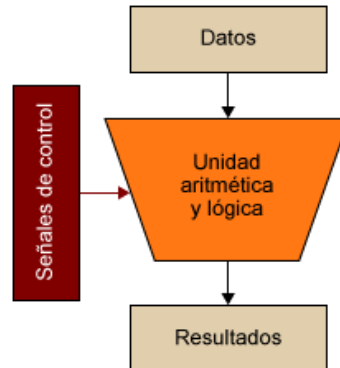 Datos
Señales de control
Unidad
aritmética
y lógica
Resultados